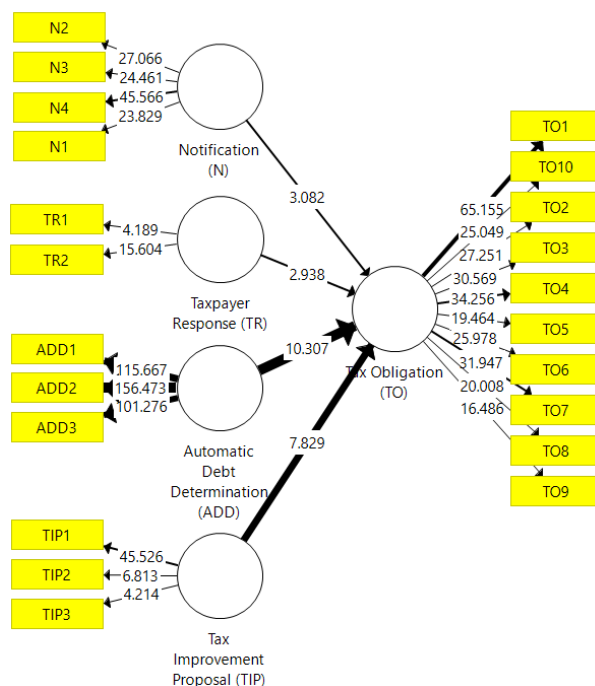 N2
N3
N4
N1
27.066
24.461
45.566
23.829
Notification
(N)
3.082
TR1
TR2
4.189
15.604
Taxpayer
Response (TR)
2.938
ADD1
ADD2
ADD3
115.667
156.473
101.276
Automatic
Debt
Determination
(ADD)
10.307
TIP1
TIP2
TIP3
45.526
6.813
4.214
Tax
Improvement
Proposal (TIP)
7.829
Tax Obligation
(TO)
65.155
25.049
27.251
30.569
34.256
19.464
25.978
31.947
20.008
16.486
TO1
TO10
TO2
TO3
TO4
TO5
TO6
TO7
TO8
TO9